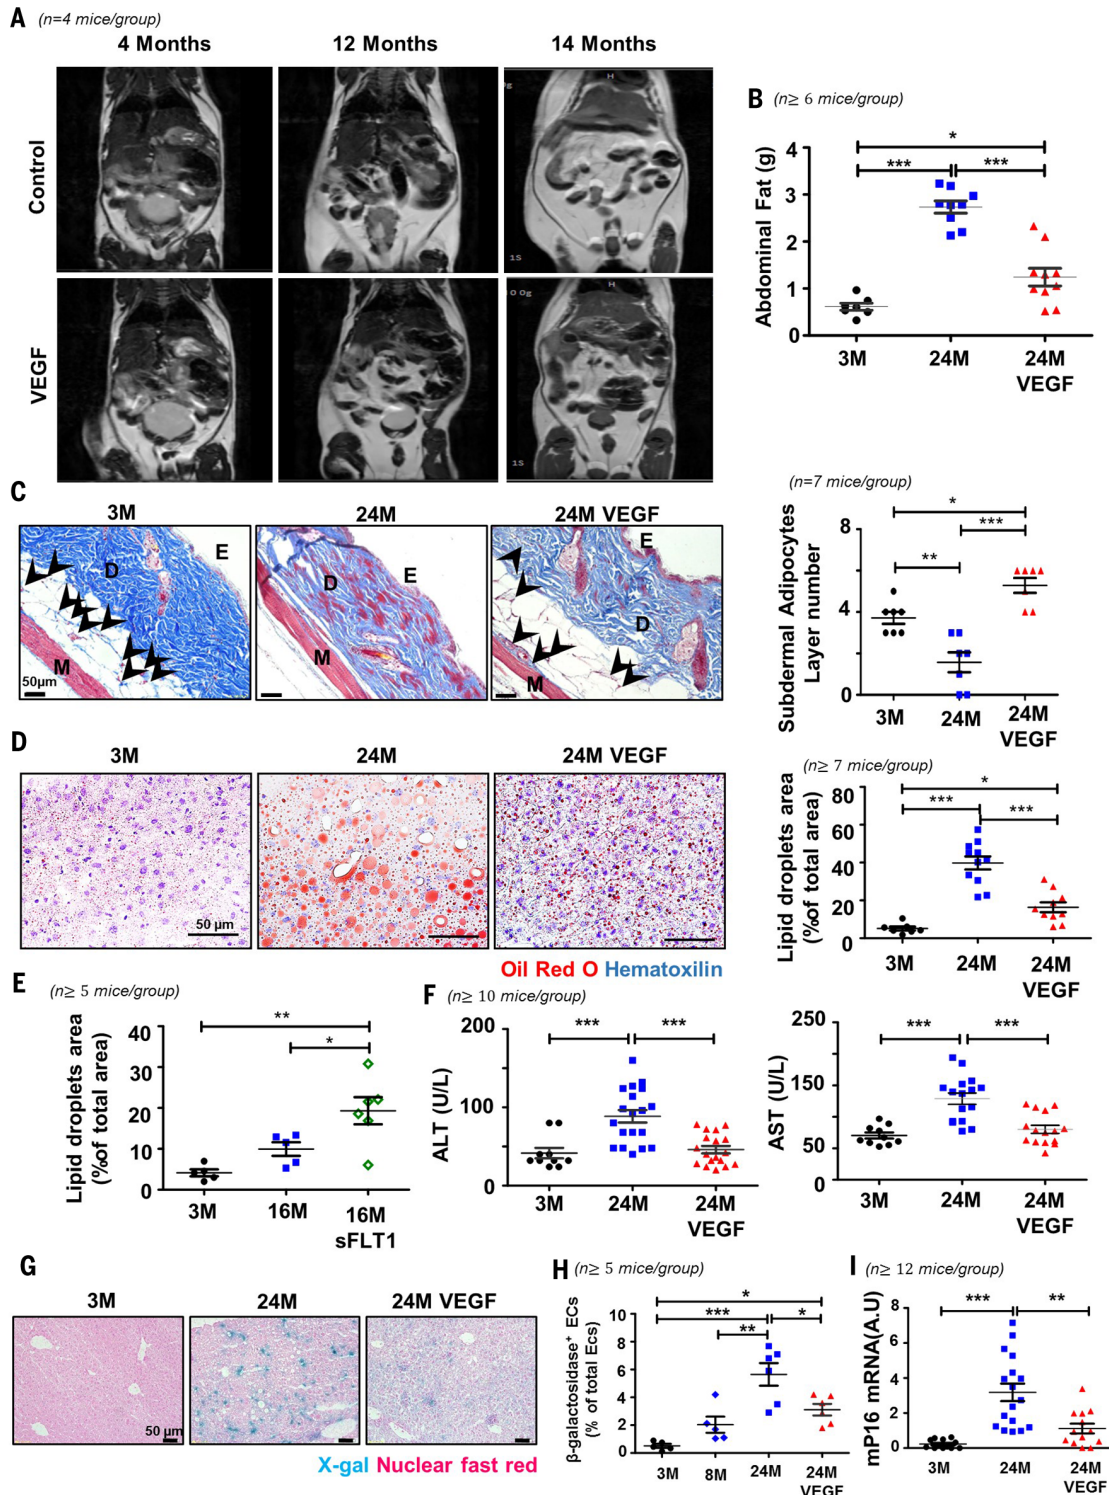 A (n=4 mice/group)
4 Months 12 Months 14 Months
Control
H
0g
1S
VEGF
H
1 0 0g
1S
B (n≥ 6 mice/group)
Abdominal Fat (g)
4
3
2
1
0
*
*** ***
3M 24M 24M
VEGF
C
3M 24M 24M VEGF
E
D
M
50µm
E
D
M
E
D
M
(n=7 mice/group)
Subdermal Adipocytes
Layer number
8
4
0
*
***
**
3M 24M 24M
VEGF
D
3M 24M 24M VEGF
50 µm
Oil Red O Hematoxilin
(n≥ 7 mice/group)
Lipid droplets area
(%of total area)
80
60
40
20
0
*
*** ***
3M 24M 24M
VEGF
E (n≥ 5 mice/group)
Lipid droplets area
(%of total area)
40
30
20
10
0
**
*
3M 16M 16M
sFLT1
F (n≥ 10 mice/group)
ALT (U/L)
200
100
0
*** ***
3M 24M 24M
VEGF
AST (U/L)
250
150
50
0
*** ***
3M 24M 24M
VEGF
G
3M 24M 24M VEGF
50 µm
X-gal Nuclear fast red
H (n≥ 5 mice/group)
β-galactosidase⁺ ECs
(% of total Ecs)
10
8
6
4
2
0
*
*** *
**
3M 8M 24M 24M
VEGF
I (n≥ 12 mice/group)
mP16 mRNA(A.U)
8
6
4
2
0
*** **
3M 24M 24M
VEGF